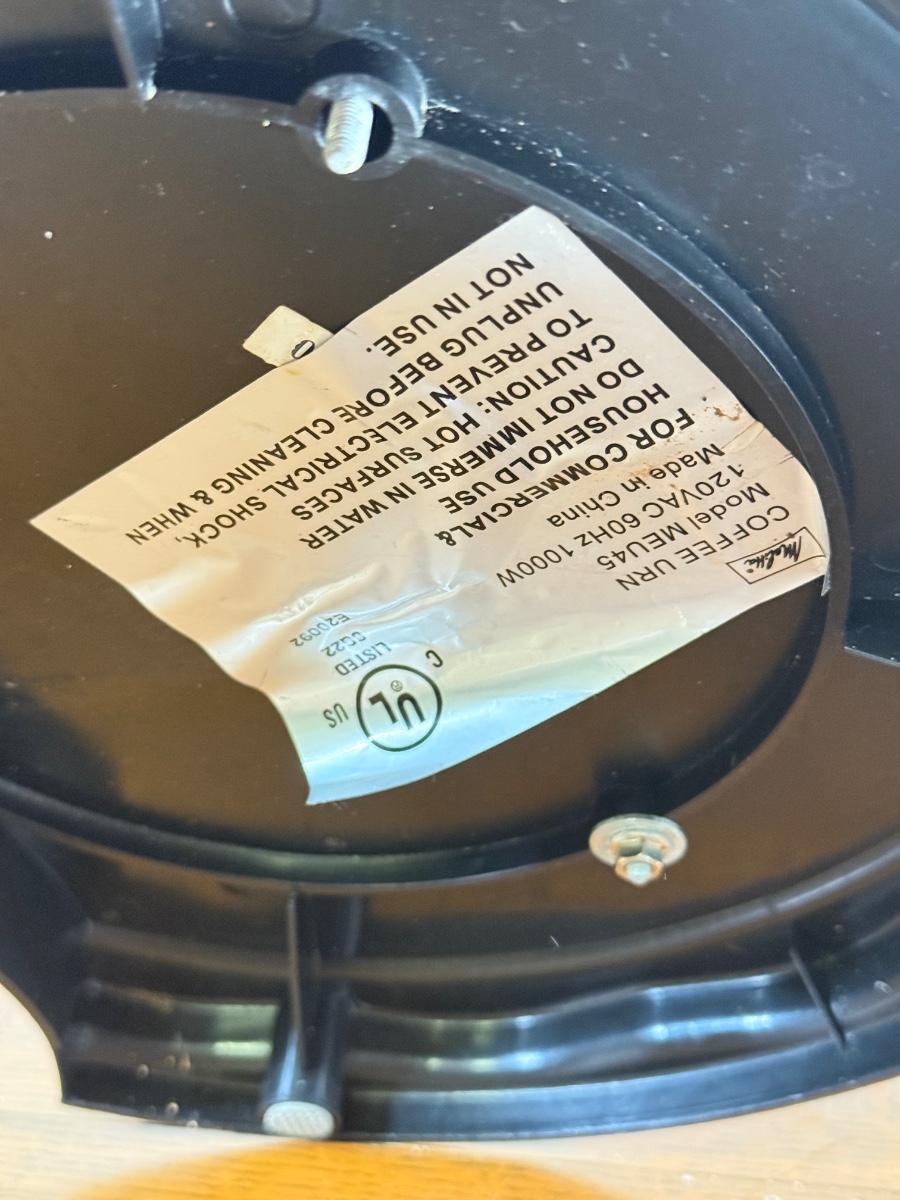 Melitta
COFFEE URN
Model MEU45
120VAC 60Hz 1000W
Made in China
FOR COMMERCIAL&
HOUSEHOLD USE
DO NOT IMMERSE IN WATER
CAUTION: HOT SURFACES
TO PREVENT ELECTRICAL SHOCK,
UNPLUG BEFORE CLEANING & WHEN
NOT IN USE.
C UL® US
LISTED
E20092